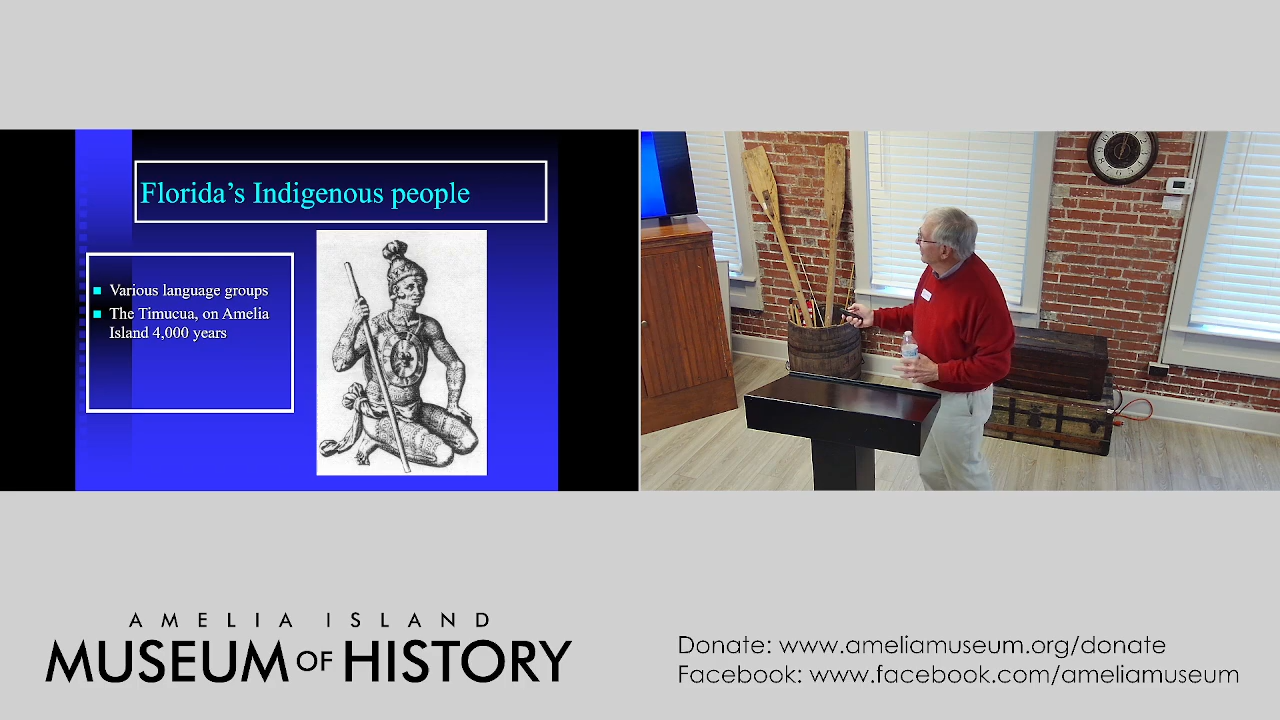 Florida's Indigenous people
Various language groups
The Timucua, on Amelia
Island 4,000 years
AMELIA ISLAND
MUSEUM OF HISTORY
Donate: www.ameliamuseum.org/donate
Facebook: www.facebook.com/ameliamuseum